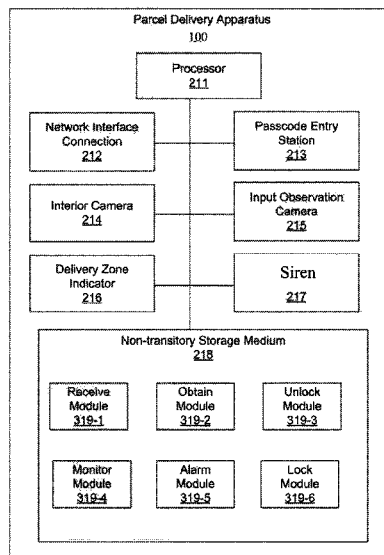 Parcel Delivery Apparatus
100
Processor
211
Network Interface
Connection
212
Passcode Entry
Station
213
Interior Camera
214
Input Observation
Camera
215
Delivery Zone
Indicator
216
Siren
217
Non-transitory Storage Medium
218
Receive
Module
319-1
Obtain
Module
319-2
Unlock
Module
319-3
Monitor
Module
319-4
Alarm
Module
319-5
Lock
Module
319-6